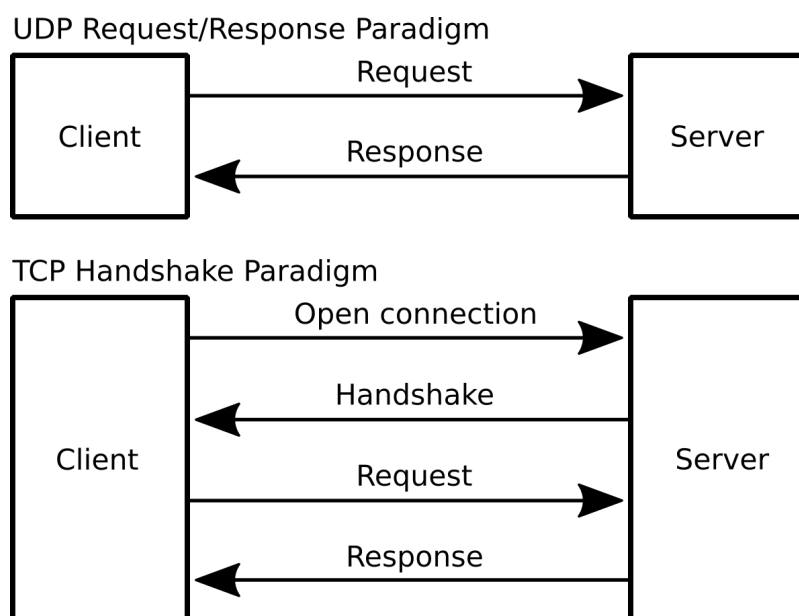 UDP Request/Response Paradigm
Request
Client
Server
Response
TCP Handshake Paradigm
Open connection
Handshake
Client
Server
Request
Response